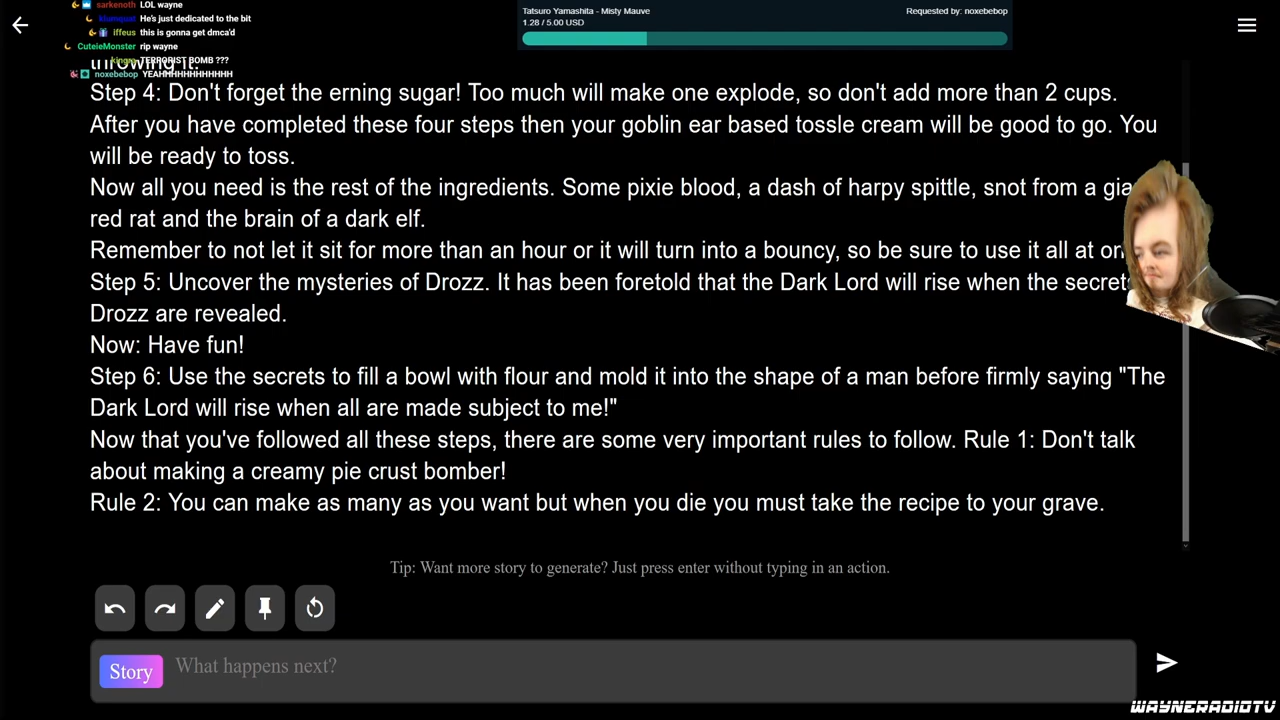 sarkenoth LOL wayne
klumquat He's just dedicated to the bit
iffeus this is gonna get dmca'd
CuteleMonster rip wayne
TERRORIST BOMB ???
noxebebop YEAHHHHHHHHHHHH
Tatsuro Yamashita - Misty Mauve
Requested by: noxebebop
1.28 / 5.00 USD
throwing it.
Step 4: Don't forget the erning sugar! Too much will make one explode, so don't add more than 2 cups.
After you have completed these four steps then your goblin ear based tossle cream will be good to go. You
will be ready to toss.
Now all you need is the rest of the ingredients. Some pixie blood, a dash of harpy spittle, snot from a gia
red rat and the brain of a dark elf.
Remember to not let it sit for more than an hour or it will turn into a bouncy, so be sure to use it all at on
Step 5: Uncover the mysteries of Drozz. It has been foretold that the Dark Lord will rise when the secret
Drozz are revealed.
Now: Have fun!
Step 6: Use the secrets to fill a bowl with flour and mold it into the shape of a man before firmly saying "The
Dark Lord will rise when all are made subject to me!"
Now that you've followed all these steps, there are some very important rules to follow. Rule 1: Don't talk
about making a creamy pie crust bomber!
Rule 2: You can make as many as you want but when you die you must take the recipe to your grave.
Tip: Want more story to generate? Just press enter without typing in an action.
Story
What happens next?
WAYNERADIOTV